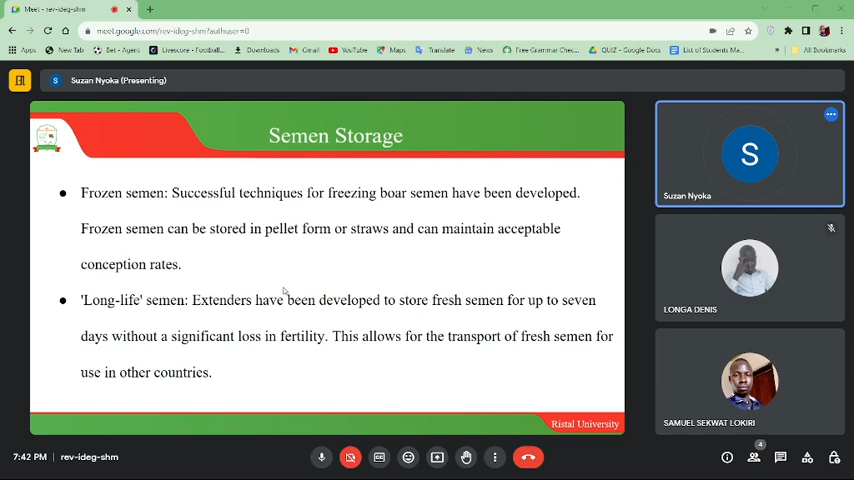 Meet - rev-ideg-shm
meet.google.com/rev-ideg-shm?authuser=0
Apps New Tab Bet - Agent Livescore - Football... Downloads Gmail YouTube Maps Translate News Free Grammar Chec... QUIZ - Google Docs List of Students Ma... » All Bookmarks
S Suzan Nyoka (Presenting)
Semen Storage
● Frozen semen: Successful techniques for freezing boar semen have been developed.
Frozen semen can be stored in pellet form or straws and can maintain acceptable
conception rates.
● 'Long-life' semen: Extenders have been developed to store fresh semen for up to seven
days without a significant loss in fertility. This allows for the transport of fresh semen for
use in other countries.
Ristal University
S
Suzan Nyoka
LONGA DENIS
SAMUEL SEKWAT LOKIRI
7:42 PM | rev-ideg-shm
4